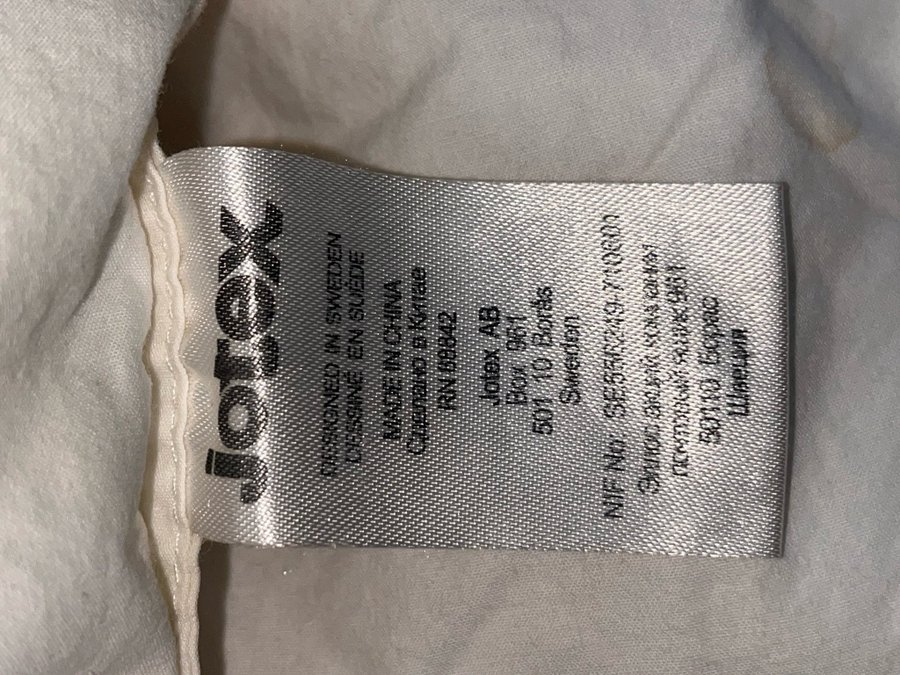 Jotex
DESIGNED IN SWEDEN
DESSINÉ EN SUÈDE
MADE IN CHINA
Сделано в Китае
RN
Jotex AB
Box 961
501 10 Borås
Sweden
NIF No
почтовый ящик 961
50110 Борос
Швеция